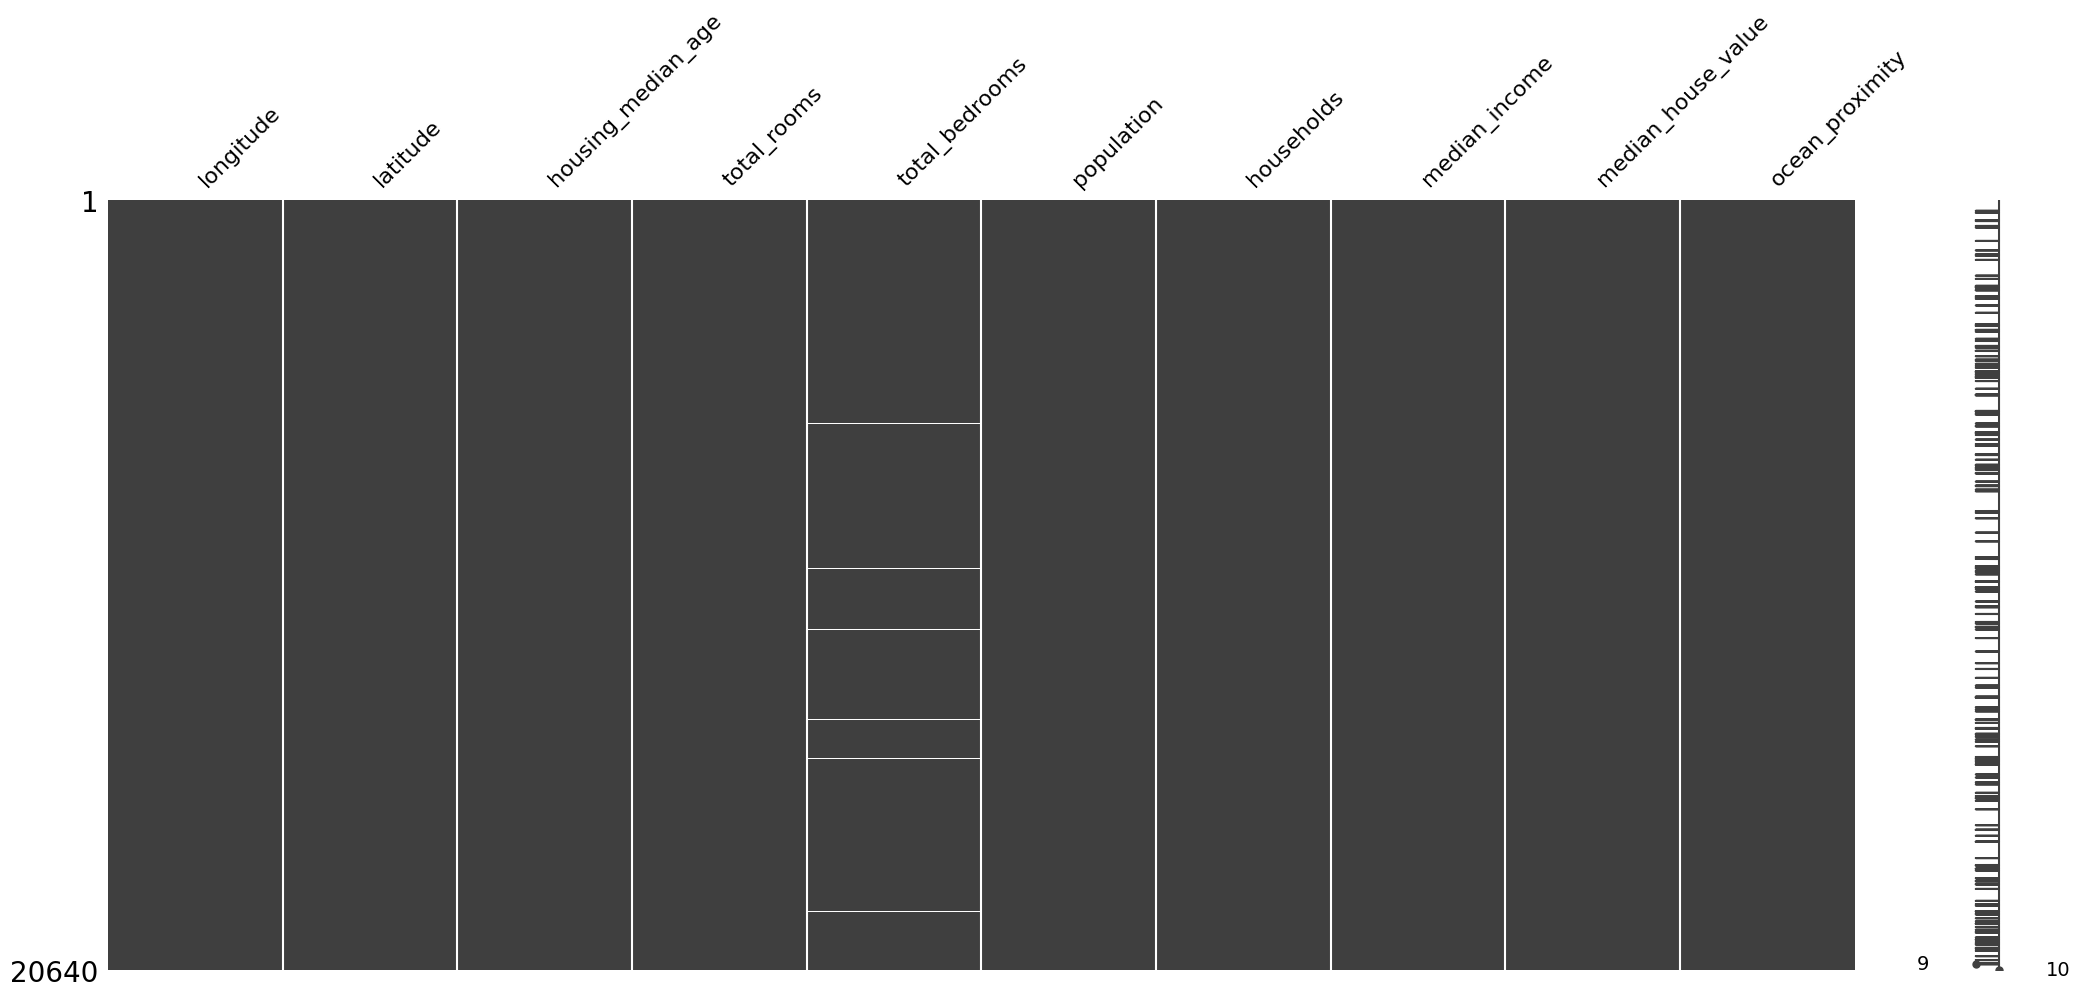 longitude
latitude
housing_median_age
total_rooms
total_bedrooms
population
households
median_income
median_house_value
ocean_proximity
1
20640
9
10